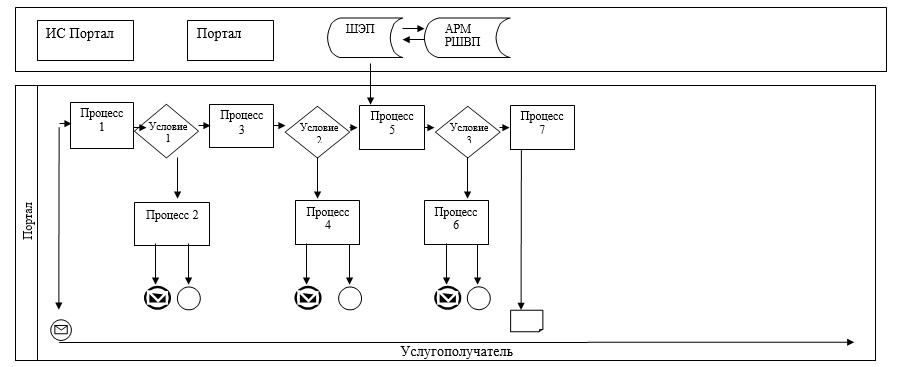 ИС Портал
Портал
ШЭП
АРМ
РШВП
Процесс
1
Условие
1
Процесс
3
Условие
2
Процесс
5
Условие
3
Процесс
7
Процесс 2
Процесс
4
Процесс
6
Портал
Услугополучатель